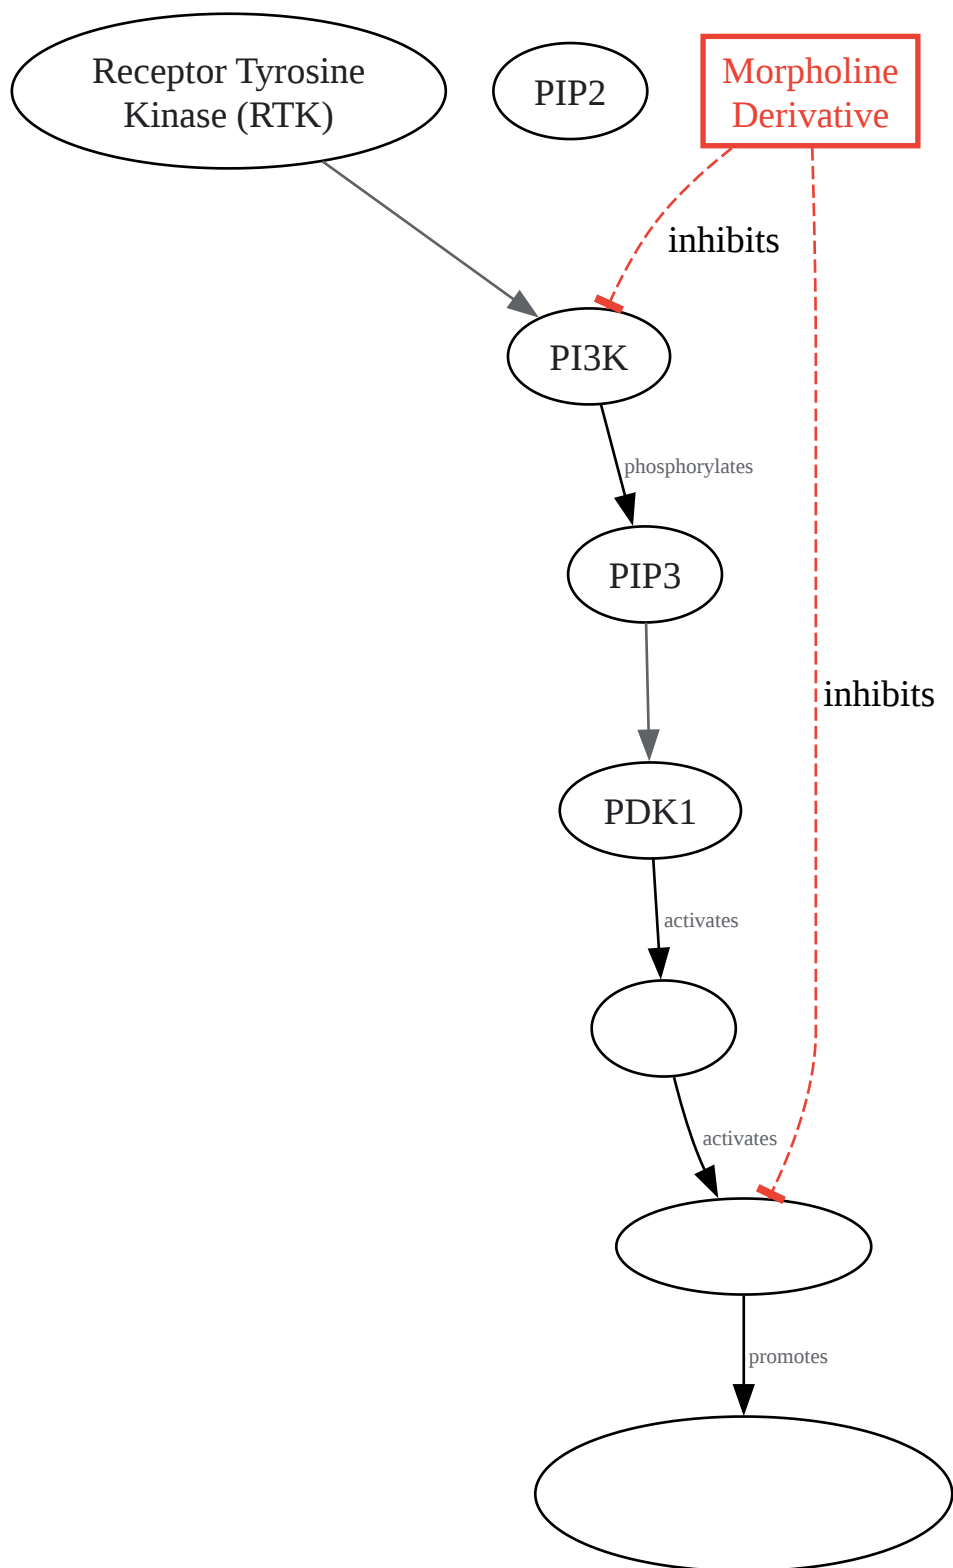 Receptor Tyrosine
Kinase (RTK)
PIP2
Morpholine
Derivative
inhibits
PI3K
phosphorylates
PIP3
inhibits
PDK1
activates
activates
promotes